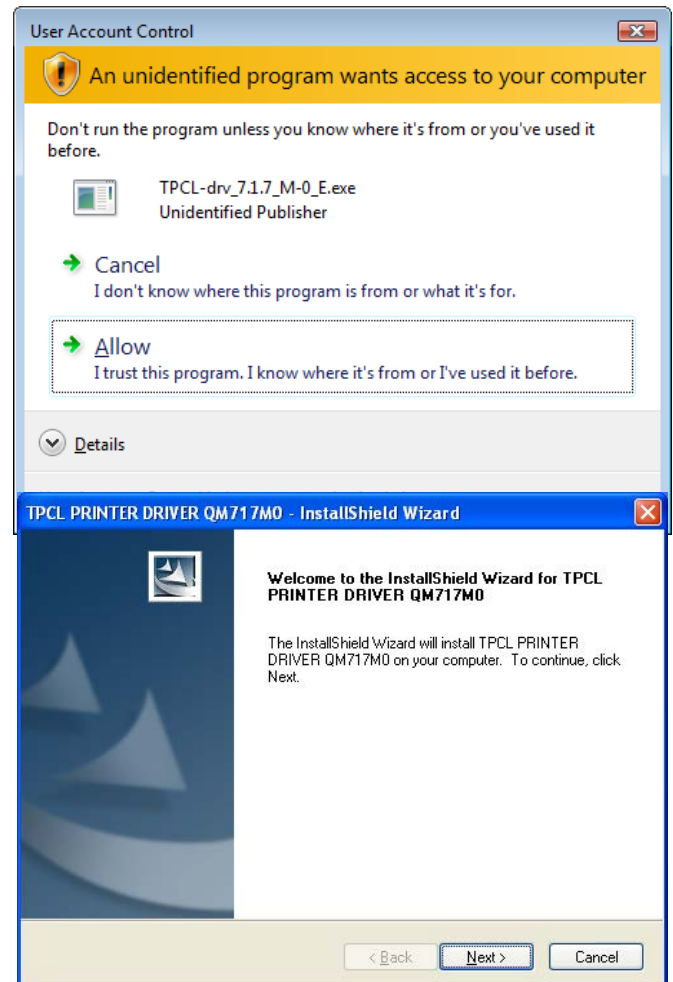 User Account Control
An unidentified program wants access to your computer
Don't run the program unless you know where it's from or you've used it
before.
TPCL-drv_7.1.7_M-0_E.exe
Unidentified Publisher
Cancel
I don't know where this program is from or what it's for.
Allow
I trust this program. I know where it's from or I've used it before.
Details
TPCL PRINTER DRIVER QM717M0 - InstallShield Wizard
Welcome to the InstallShield Wizard for TPCL
PRINTER DRIVER QM717M0
The InstallShield Wizard will install TPCL PRINTER
DRIVER QM717M0 on your computer. To continue, click
Next.
< Back Next > Cancel